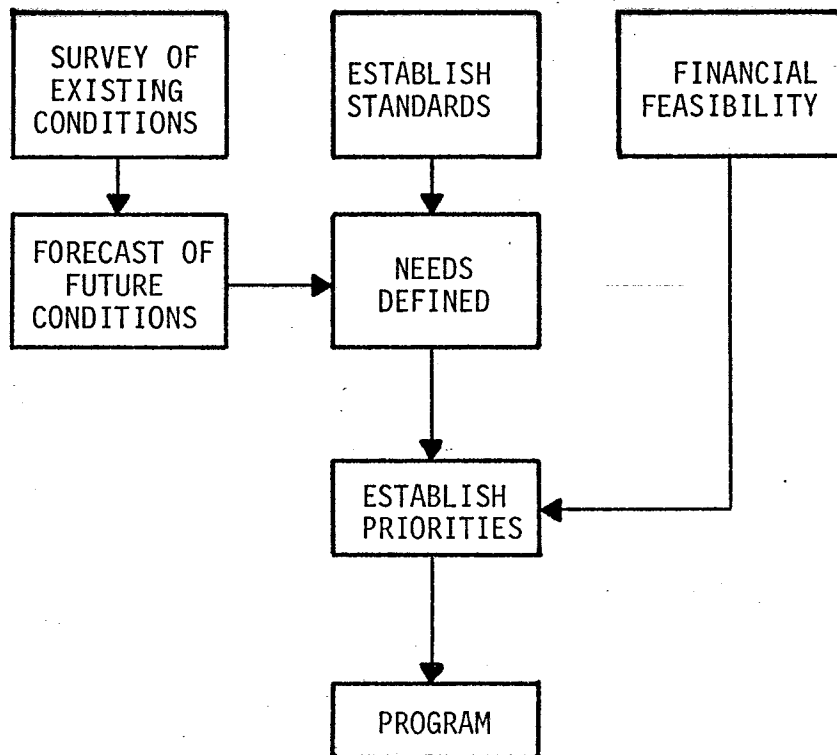 SURVEY OF
EXISTING
CONDITIONS
ESTABLISH
STANDARDS
FINANCIAL
FEASIBILITY
FORECAST OF
FUTURE
CONDITIONS
NEEDS
DEFINED
ESTABLISH
PRIORITIES
PROGRAM